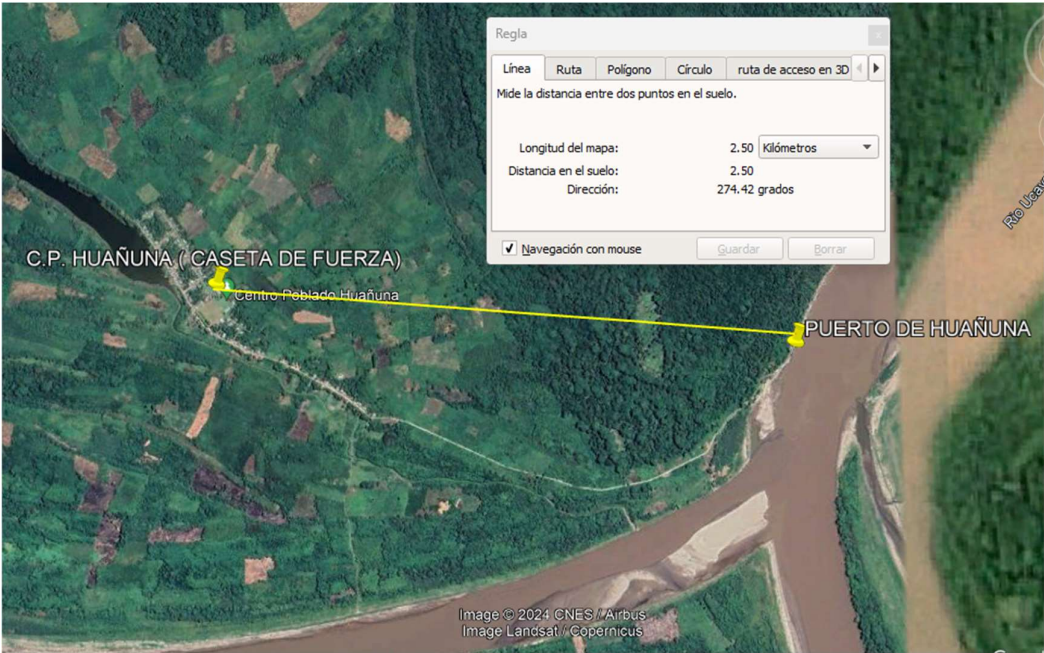 Regla
Línea Ruta Polígono Círculo ruta de acceso en 3D
Mide la distancia entre dos puntos en el suelo.
Longitud del mapa: 2.50 Kilómetros
Distancia en el suelo: 2.50
Dirección: 274.42 grados
Navegación con mouse Guardar Borrar
C.P. HUAÑUNA ( CASETA DE FUERZA)
Centro Poblado Huañuna
PUERTO DE HUAÑUNA
Rio
Image © 2024 CNES / Airbus
Image Landsat / Copernicus